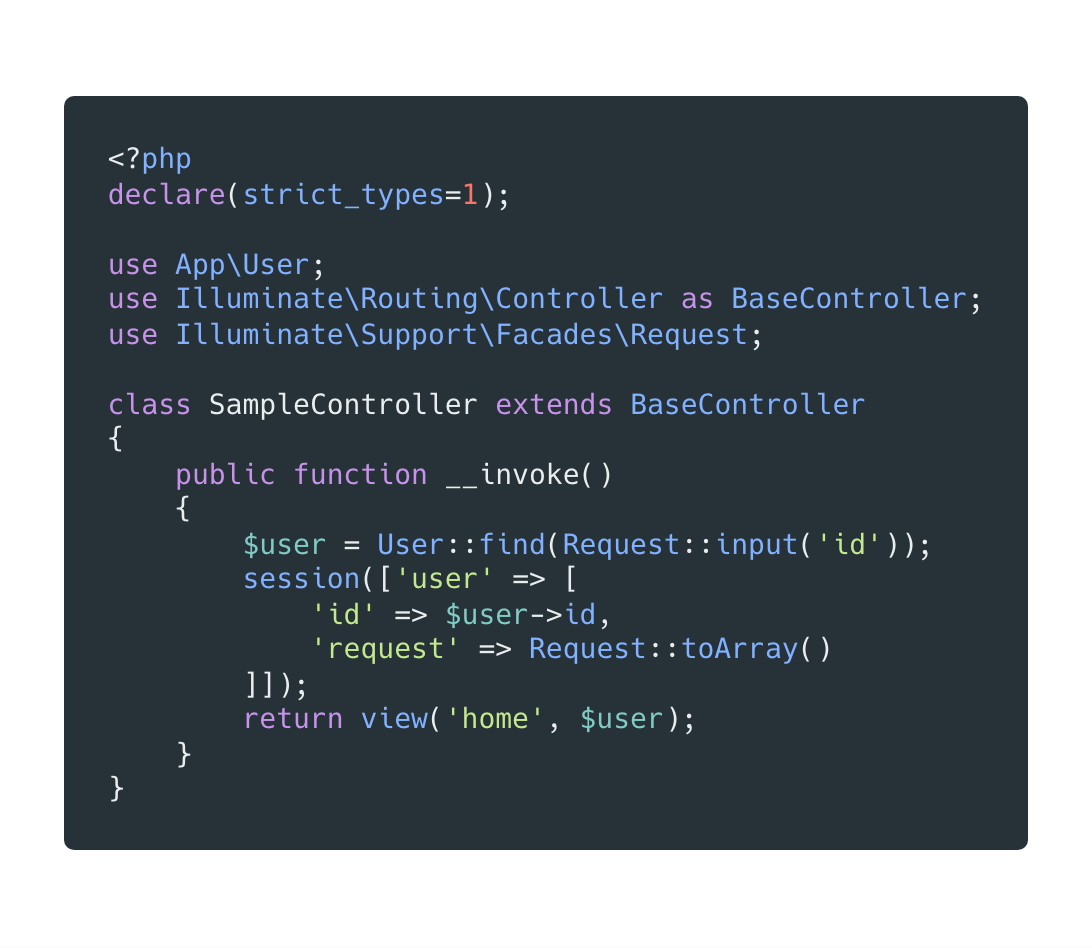 <?php
declare(strict_types=1);

use App\User;
use Illuminate\Routing\Controller as BaseController;
use Illuminate\Support\Facades\Request;

class SampleController extends BaseController
{
    public function __invoke()
    {
        $user = User::find(Request::input('id'));
        session(['user' => [
            'id' => $user->id,
            'request' => Request::toArray()
        ]]);
        return view('home', $user);
    }
}